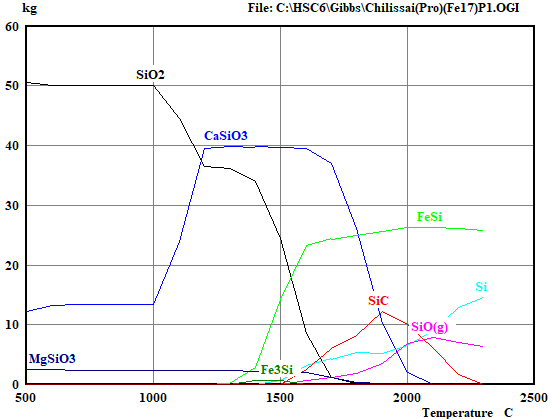 kg File: C:\HSC6\Gibbs\Chilissai(Pro)(Fe17)P1.OGI
60
SiO2
50
CaSiO3
40
30
FeSi
20
Si
SiC
10
SiO(g)
MgSiO3
Fe3Si
0
500 1000 1500 2000 2500
Temperature C